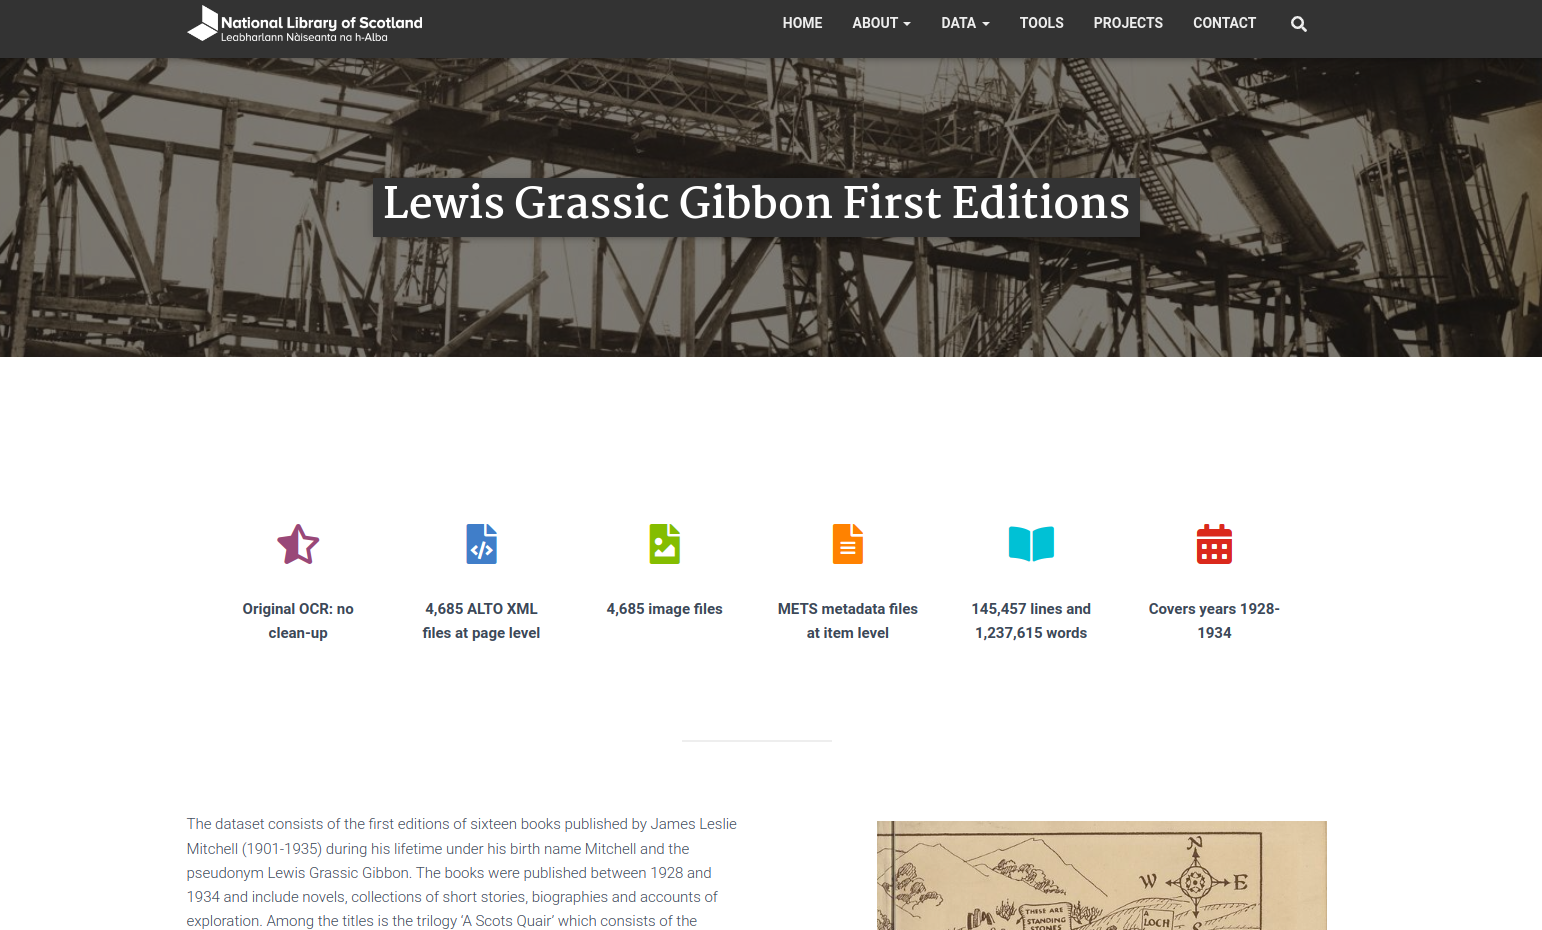 National Library of Scotland
Leabharlann Nàiseanta na h-Alba
HOME ABOUT DATA TOOLS PROJECTS CONTACT
Lewis Grassic Gibbon First Editions
Original OCR: no
clean-up
4,685 ALTO XML
files at page level
4,685 image files
METS metadata files
at item level
145,457 lines and
1,237,615 words
Covers years 1928-
1934
The dataset consists of the first editions of sixteen books published by James Leslie
Mitchell (1901-1935) during his lifetime under his birth name Mitchell and the
pseudonym Lewis Grassic Gibbon. The books were published between 1928 and
1934 and include novels, collections of short stories, biographies and accounts of
exploration. Among the titles is the trilogy ‘A Scots Quair’ which consists of the
N
W E
S
THESE ARE
STANDING
STONES
A
LOCH